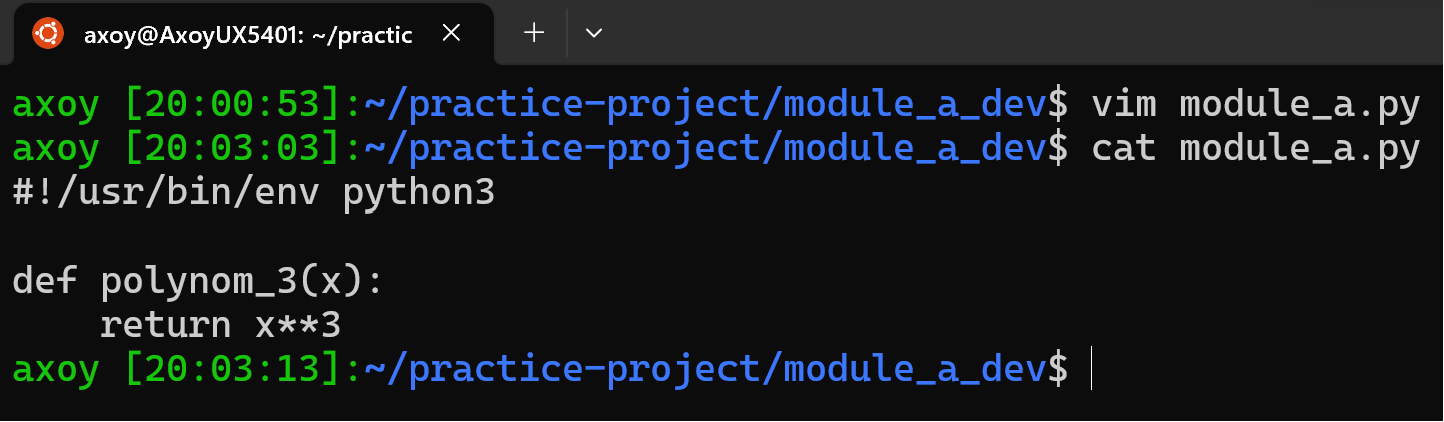 axoy@AxoyUX5401: ~/practic
axoy [20:00:53]:~/practice-project/module_a_dev$ vim module_a.py
axoy [20:03:03]:~/practice-project/module_a_dev$ cat module_a.py
#!/usr/bin/env python3

def polynom_3(x):
    return x**3
axoy [20:03:13]:~/practice-project/module_a_dev$